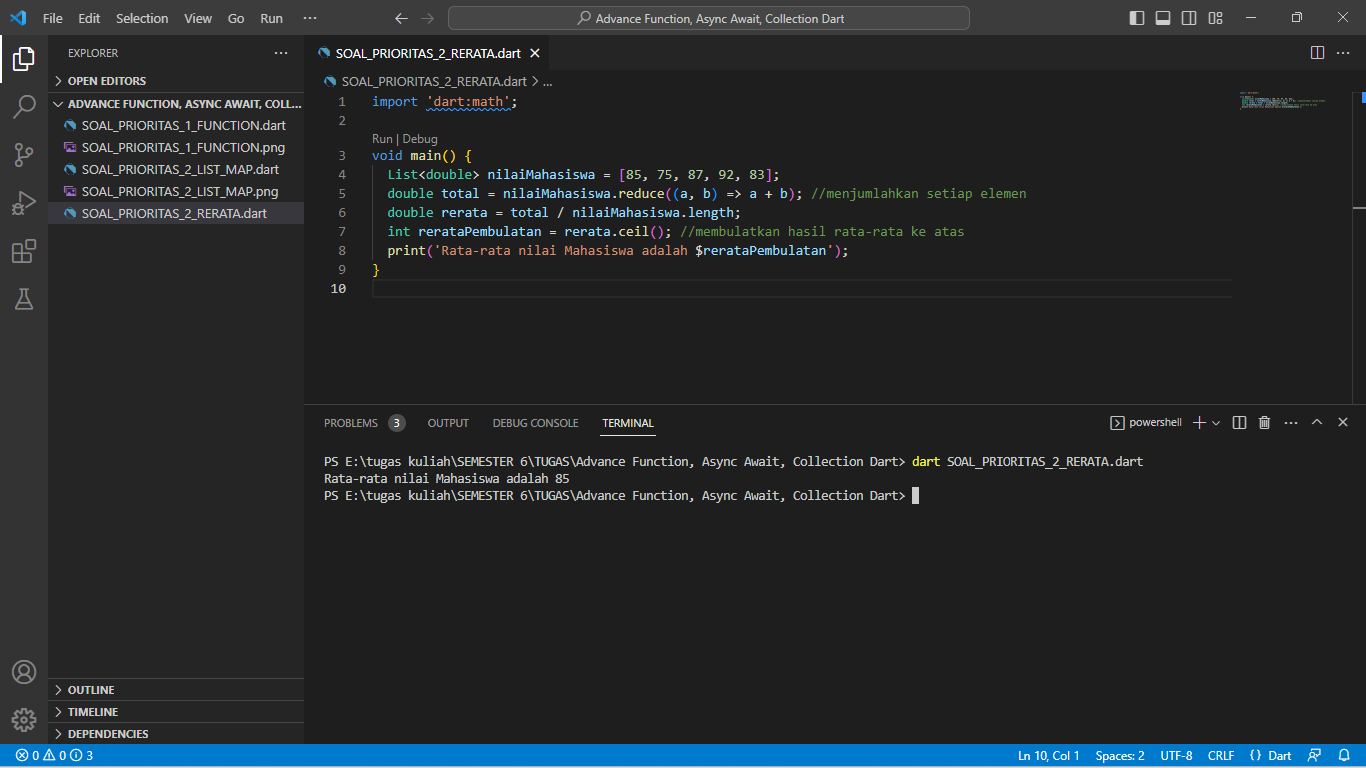 File Edit Selection View Go Run ··· Advance Function, Async Await, Collection Dart
EXPLORER ···
OPEN EDITORS
ADVANCE FUNCTION, ASYNC AWAIT, COLL...
SOAL_PRIORITAS_1_FUNCTION.dart
SOAL_PRIORITAS_1_FUNCTION.png
SOAL_PRIORITAS_2_LIST_MAP.dart
SOAL_PRIORITAS_2_LIST_MAP.png
SOAL_PRIORITAS_2_RERATA.dart
OUTLINE
TIMELINE
DEPENDENCIES
SOAL_PRIORITAS_2_RERATA.dart
SOAL_PRIORITAS_2_RERATA.dart > ...
1 import 'dart:math';
2
Run | Debug
3 void main() {
4 List<double> nilaiMahasiswa = [85, 75, 87, 92, 83];
5 double total = nilaiMahasiswa.reduce((a, b) => a + b); //menjumlahkan setiap elemen
6 double rerata = total / nilaiMahasiswa.length;
7 int rerataPembulatan = rerata.ceil(); //membulatkan hasil rata-rata ke atas
8 print('Rata-rata nilai Mahasiswa adalah $rerataPembulatan');
9 }
10
PROBLEMS 3 OUTPUT DEBUG CONSOLE TERMINAL powershell
PS E:\tugas kuliah\SEMESTER 6\TUGAS\Advance Function, Async Await, Collection Dart> dart SOAL_PRIORITAS_2_RERATA.dart
Rata-rata nilai Mahasiswa adalah 85
PS E:\tugas kuliah\SEMESTER 6\TUGAS\Advance Function, Async Await, Collection Dart>
0 0 3 Ln 10, Col 1 Spaces: 2 UTF-8 CRLF {} Dart